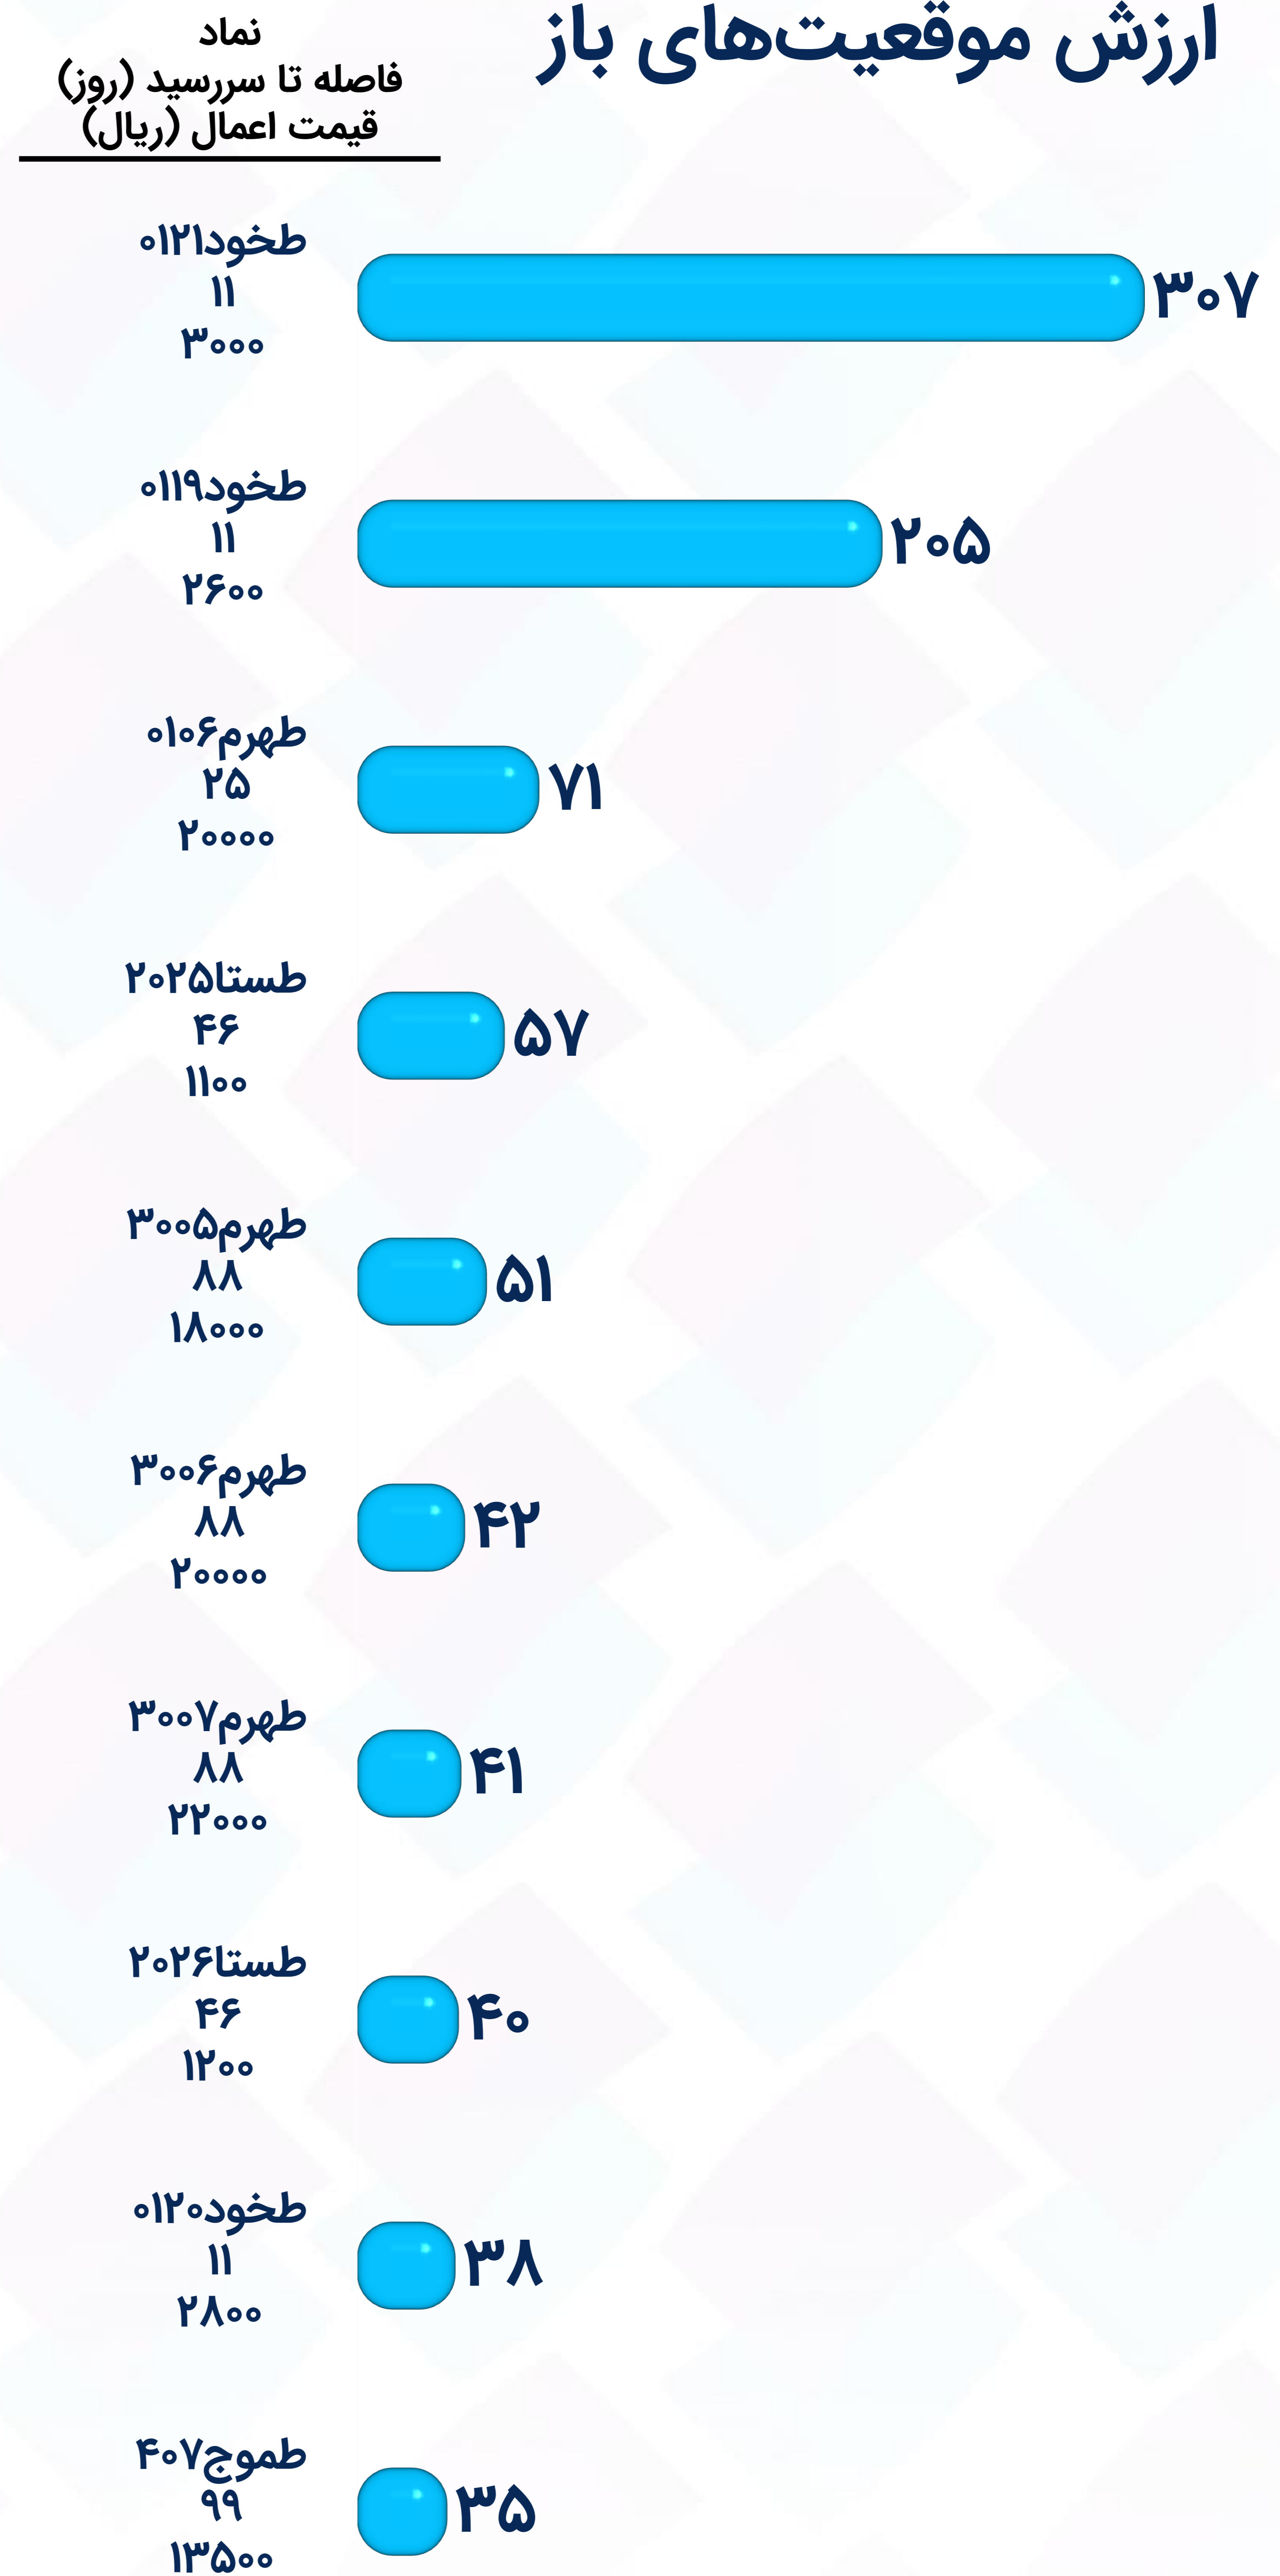 ارزش موقعیت‌های باز
نماد
فاصله تا سررسید (روز)
قیمت اعمال (ریال)
طخود۰۱۲۱
۱۱
۳۰۰۰
۳۰۷
طخود۰۱۱۹
۱۱
۲۶۰۰
۲۰۵
طهرم۰۱۰۶
۲۵
۲۰۰۰۰
۷۱
طستا۲۰۲۵
۴۶
۱۱۰۰
۵۷
طهرم۳۰۰۵
۸۸
۱۸۰۰۰
۵۱
طهرم۳۰۰۶
۸۸
۲۰۰۰۰
۴۲
طهرم۳۰۰۷
۸۸
۲۲۰۰۰
۴۱
طستا۲۰۲۶
۴۶
۱۲۰۰
۴۰
طخود۰۱۲۰
۱۱
۲۸۰۰
۳۸
طموج۴۰۷
۹۹
۱۳۵۰۰
۳۵